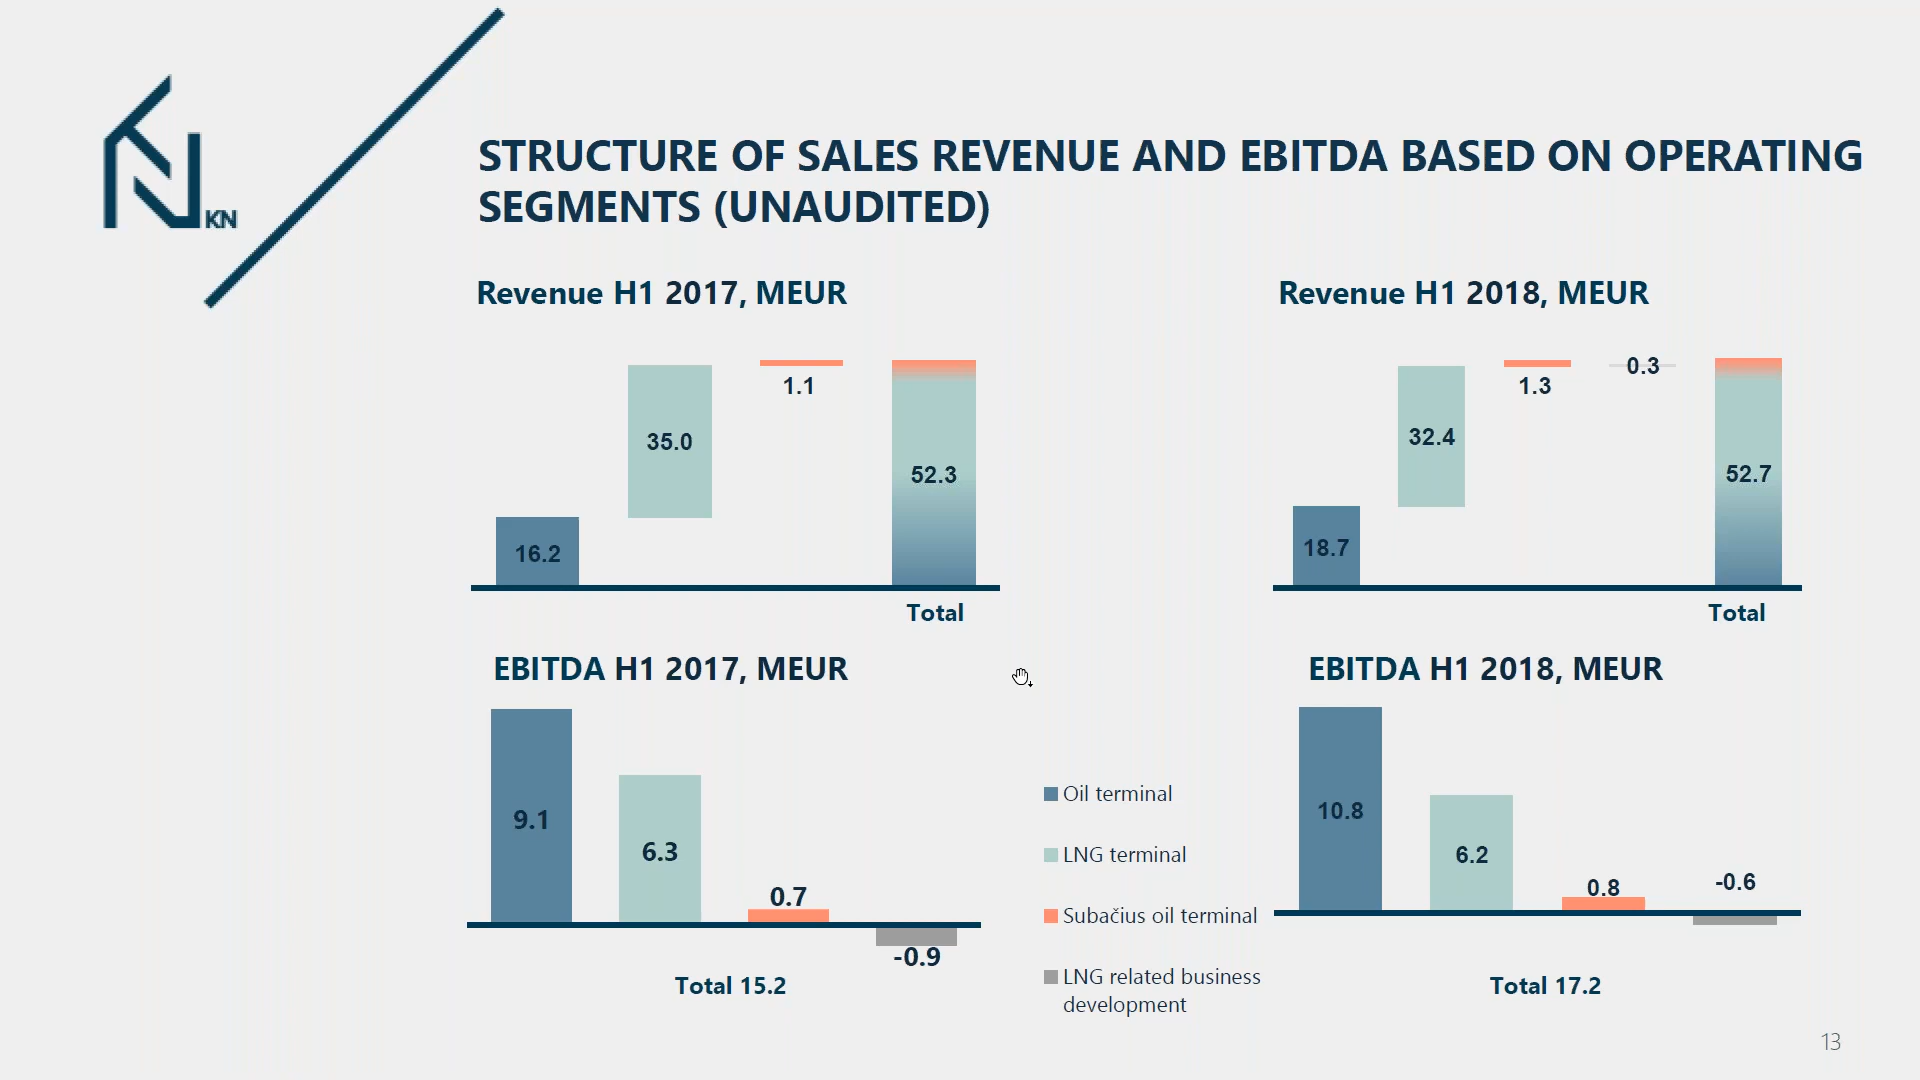 KN
STRUCTURE OF SALES REVENUE AND EBITDA BASED ON OPERATING
SEGMENTS (UNAUDITED)
Revenue H1 2017, MEUR
16.2
35.0
1.1
52.3
Total
Revenue H1 2018, MEUR
18.7
32.4
1.3
0.3
52.7
Total
EBITDA H1 2017, MEUR
9.1
6.3
0.7
-0.9
Total 15.2
Oil terminal
LNG terminal
Subačius oil terminal
LNG related business
development
EBITDA H1 2018, MEUR
10.8
6.2
0.8
-0.6
Total 17.2
13